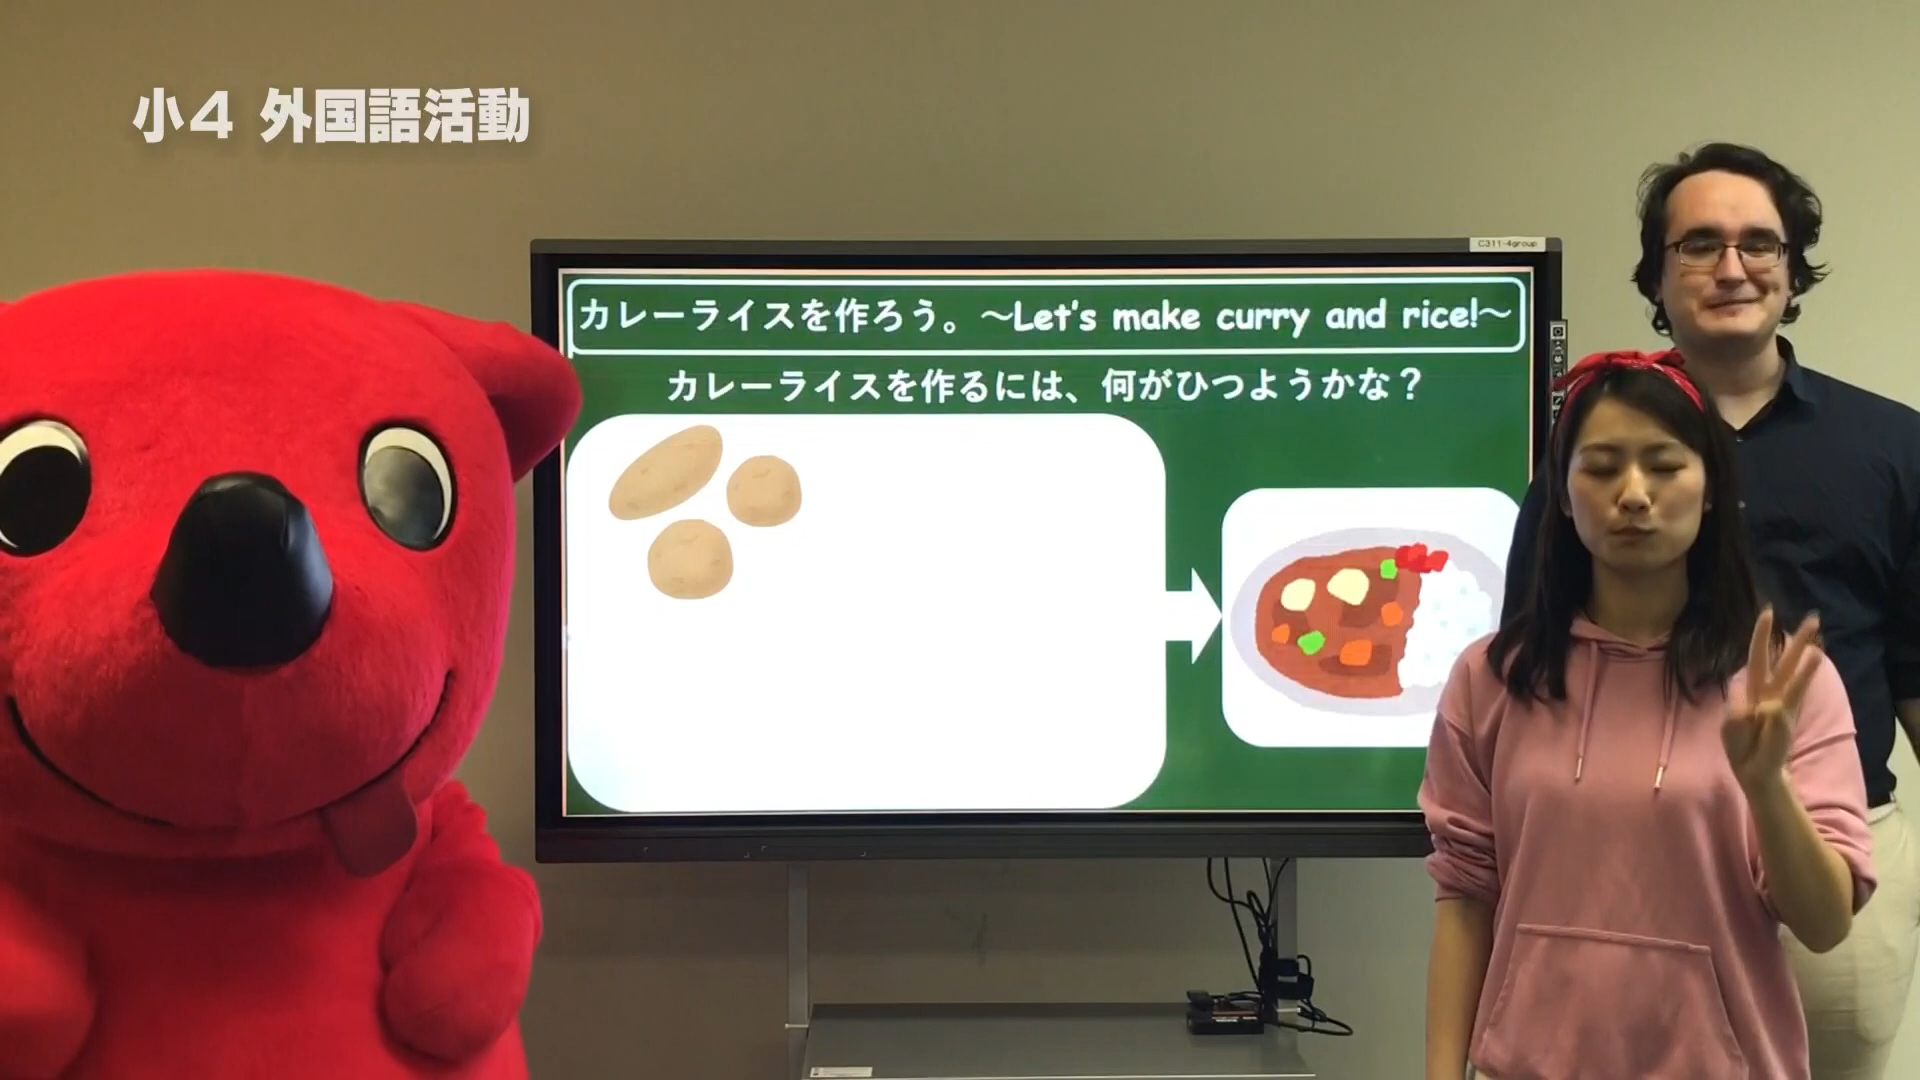 小4 外国語活動
C311-4group
カレーライスを作ろう。～Let's make curry and rice!～
カレーライスを作るには、何がひつようかな？